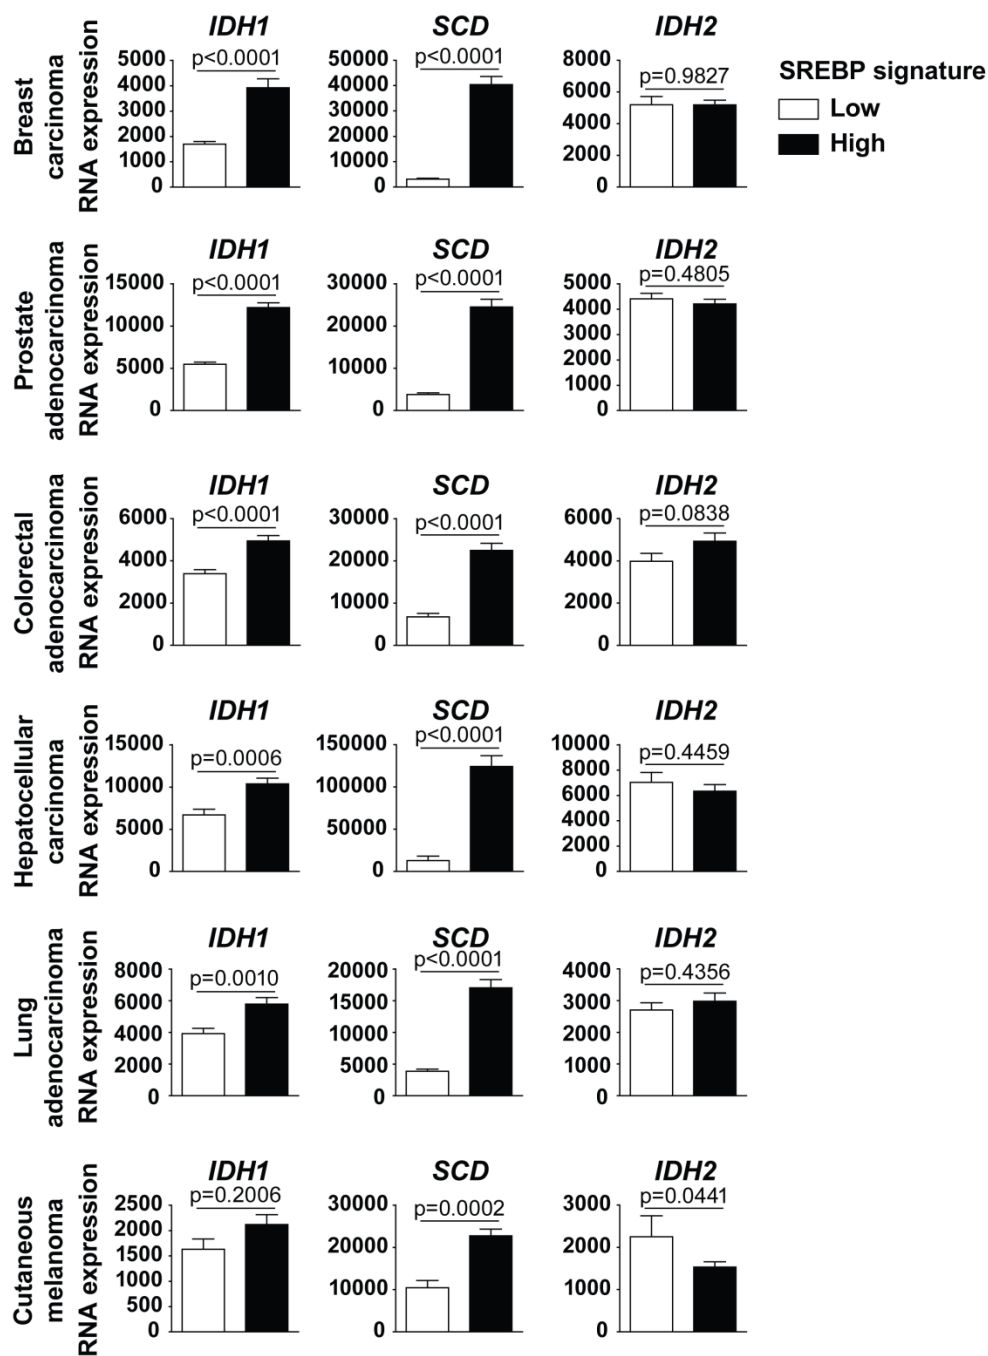 IDH1
SCD
IDH2
SREBP signature
Low
High
Breast
carcinoma
RNA expression
5000
4000
3000
2000
1000
0
p<0.0001
50000
40000
30000
20000
10000
0
p<0.0001
8000
6000
4000
2000
0
p=0.9827
IDH1
SCD
IDH2
Prostate
adenocarcinoma
RNA expression
15000
10000
5000
0
p<0.0001
30000
20000
10000
0
p<0.0001
5000
4000
3000
2000
1000
0
p=0.4805
IDH1
SCD
IDH2
Colorectal
adenocarcinoma
RNA expression
6000
4000
2000
0
p<0.0001
30000
20000
10000
0
p<0.0001
6000
4000
2000
0
p=0.0838
IDH1
SCD
IDH2
Hepatocellular
carcinoma
RNA expression
15000
10000
5000
0
p=0.0006
150000
100000
50000
0
p<0.0001
10000
8000
6000
4000
2000
0
p=0.4459
IDH1
SCD
IDH2
Lung
adenocarcinoma
RNA expression
8000
6000
4000
2000
0
p=0.0010
20000
15000
10000
5000
0
p<0.0001
4000
3000
2000
1000
0
p=0.4356
IDH1
SCD
IDH2
Cutaneous
melanoma
RNA expression
2500
2000
1500
1000
500
0
p=0.2006
30000
20000
10000
0
p=0.0002
3000
2000
1000
0
p=0.0441